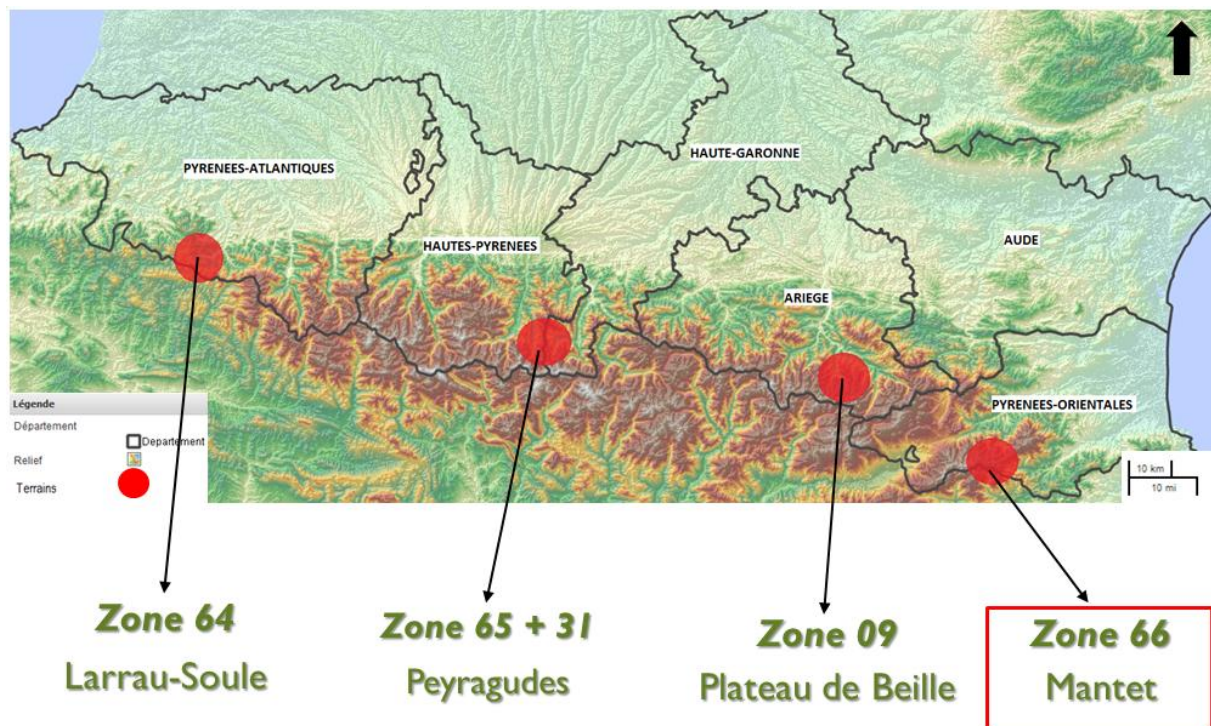 HAUTE-GARONNE
PYRENEES-ATLANTIQUES
HAUTES-PYRENEES
AUDE
ARIEGE
PYRENEES-ORIENTALES
Légende
Département
Departement
Relief
Terrains
10 km
10 mi
Zone 64
Larrau-Soule
Zone 65 + 31
Peyragudes
Zone 09
Plateau de Beille
Zone 66
Mantet